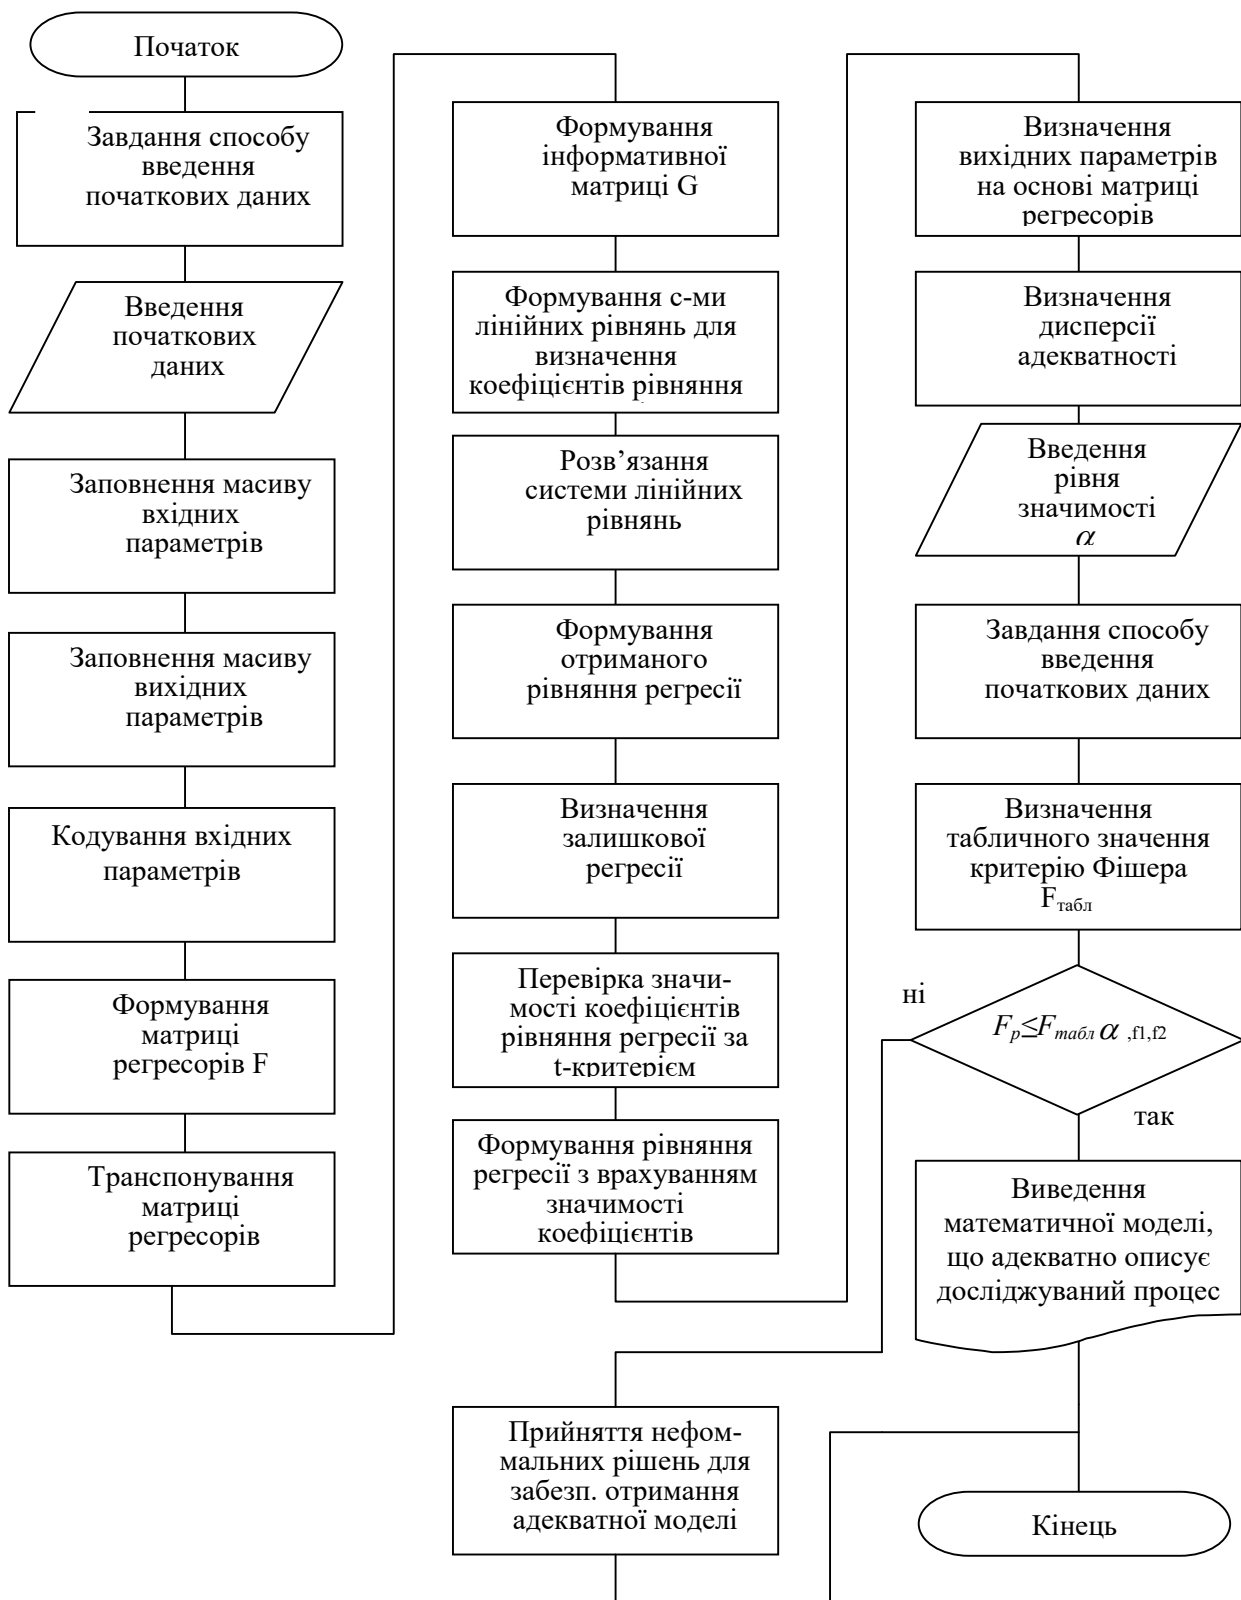 Початок
Завдання способу
введення
початкових даних
Введення
початкових
даних
Заповнення масиву
вхідних
параметрів
Заповнення масиву
вихідних
параметрів
Кодування вхідних
параметрів
Формування
матриці
регресорів F
Транспонування
матриці
регресорів
Формування
інформативної
матриці G
Формування с-ми
лінійних рівнянь для
визначення
коефіцієнтів рівняння
Розв’язання
системи лінійних
рівнянь
Формування
отриманого
рівняння регресії
Визначення
залишкової
регресії
Перевірка значи-
мості коефіцієнтів
рівняння регресії за
t-критерієм
Формування рівняння
регресії з врахуванням
значимості
коефіцієнтів
Визначення
вихідних параметрів
на основі матриці
регресорів
Визначення
дисперсії
адекватності
Введення
рівня
значимості
α
Завдання способу
введення
початкових даних
Визначення
табличного значення
критерію Фішера
Fтабл
ні
Fp≤Fтабл α ,f1,f2
так
Виведення
математичної моделі,
що адекватно описує
досліджуваний процес
Прийняття нефом-
мальних рішень для
забезп. отримання
адекватної моделі
Кінець